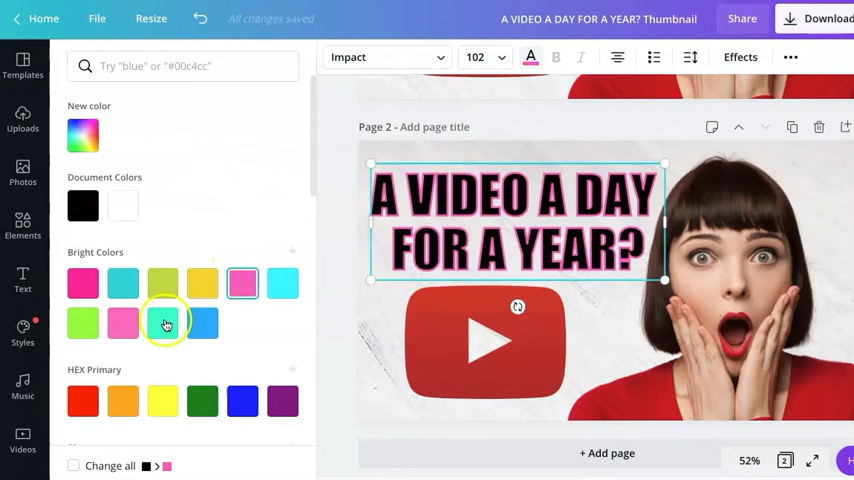 Home
File
Resize
All changes saved
A VIDEO A DAY FOR A YEAR? Thumbnail
Share
Download
Templates
Uploads
Photos
Elements
Text
Styles
Music
Videos
Try "blue" or "#00c4cc"
New color
Document Colors
Bright Colors
HEX Primary
Change all
Impact
102
A
B
I
Effects
Page 2 - Add page title
A VIDEO A DAY
FOR A YEAR?
+ Add page
52%
2
H